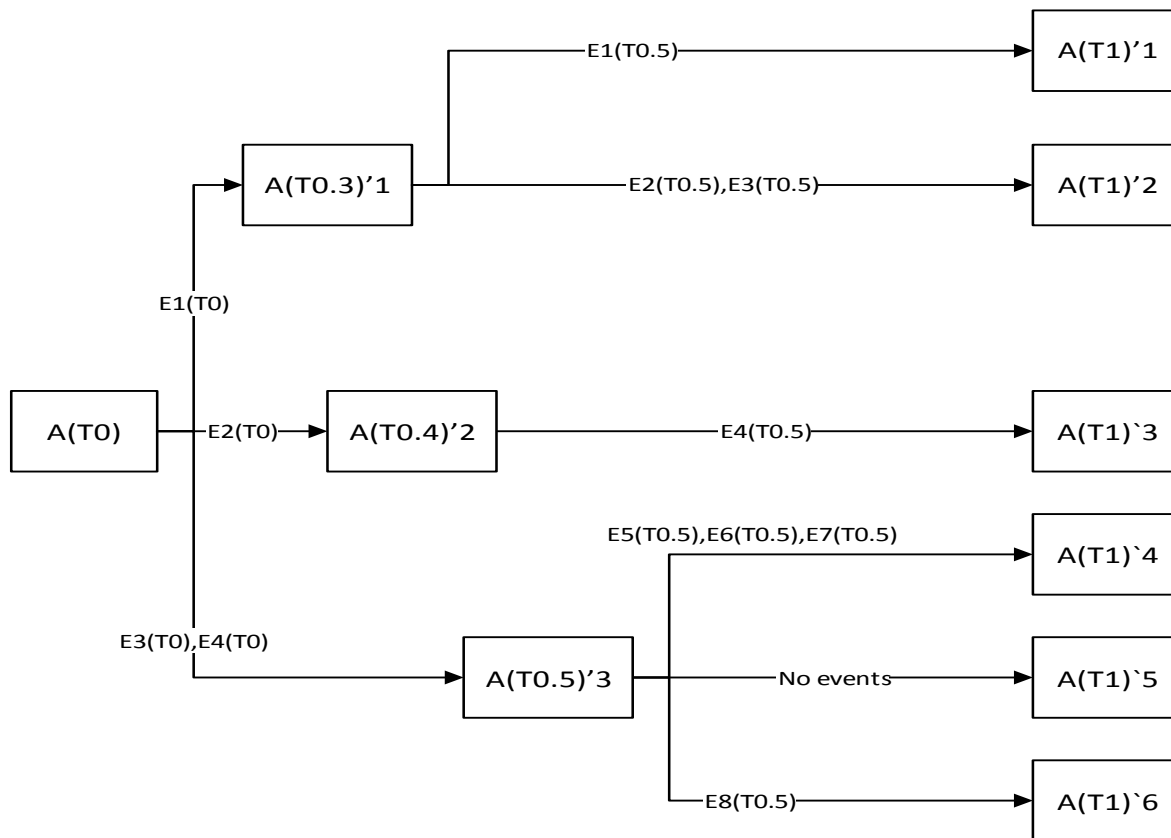 E1(T0.5)
A(T1)’1
A(T0.3)’1
E2(T0.5),E3(T0.5)
A(T1)’2
E1(T0)
A(T0)
E2(T0)
A(T0.4)’2
E4(T0.5)
A(T1)`3
E5(T0.5),E6(T0.5),E7(T0.5)
A(T1)`4
E3(T0),E4(T0)
A(T0.5)’3
No events
A(T1)`5
E8(T0.5)
A(T1)`6